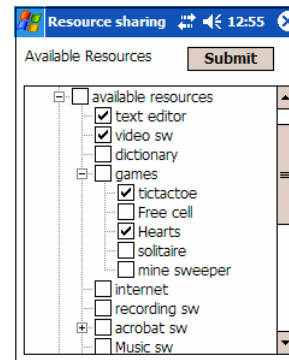 Resource sharing 12:55
Available Resources Submit
available resources
text editor
video sw
dictionary
games
tictactoe
Free cell
Hearts
solitaire
mine sweeper
internet
recording sw
acrobat sw
Music sw